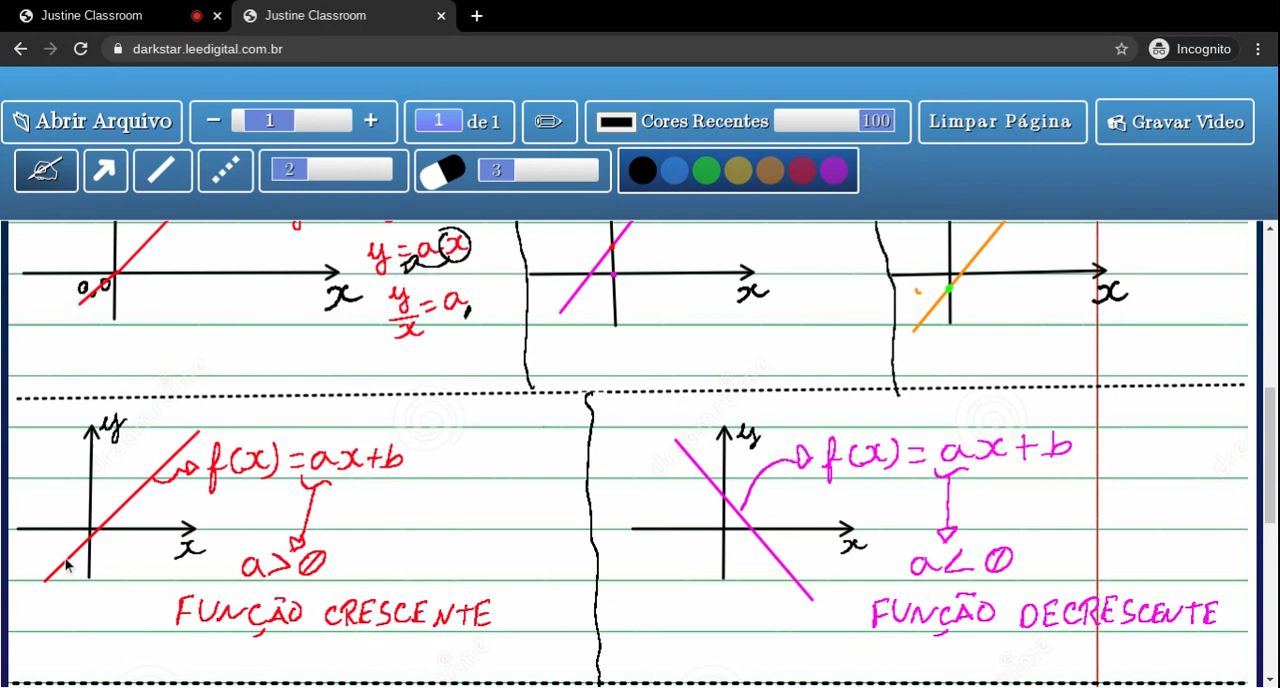 Justine Classroom
Justine Classroom
darkstar.leedigital.com.br
Incognito
Abrir Arquivo
− 1 +
1 de 1
Cores Recentes 100
Limpar Página
Gravar Video
2
3
y = a x
y/x = a,
0,0
x
x
x
y
f(x) = ax+b
x
a > 0
FUNÇÃO CRESCENTE
y
f(x) = ax+b
x
a < 0
FUNÇÃO DECRESCENTE